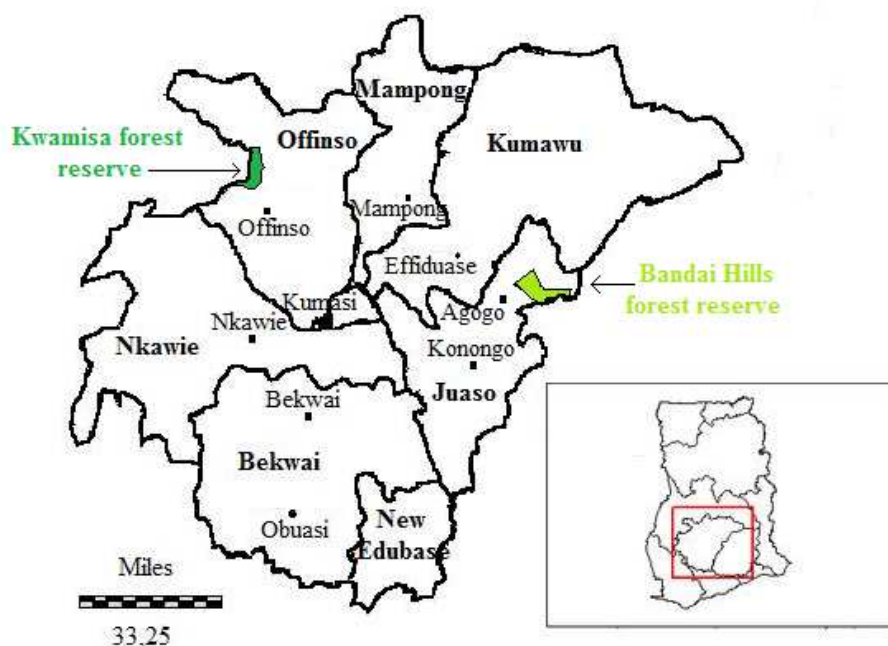 Mampong
Kwamisa forest
reserve
Offinso
Kumawu
Mampong
Offinso
Effiduase
Bandai Hills
forest reserve
Kumasi
Agogo
Nkawie
Nkawie
Konongo
Juaso
Bekwai
Bekwai
Obuasi
New
Edubase
Miles
33.25